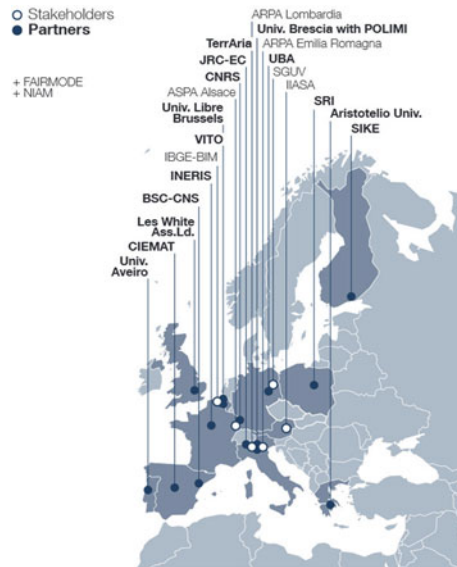 Stakeholders
Partners
+ FAIRMODE
+ NIAM
ARPA Lombardia
Univ. Brescia with POLIMI
TerrAria
ARPA Emilia Romagna
JRC-EC
UBA
CNRS
SGUV
ASPA Alsace
IIASA
Univ. Libre
Brussels
SRI
Aristotelio Univ.
VITO
SIKE
IBGE-BIM
INERIS
BSC-CNS
Les White
Ass.Ld.
CIEMAT
Univ.
Aveiro